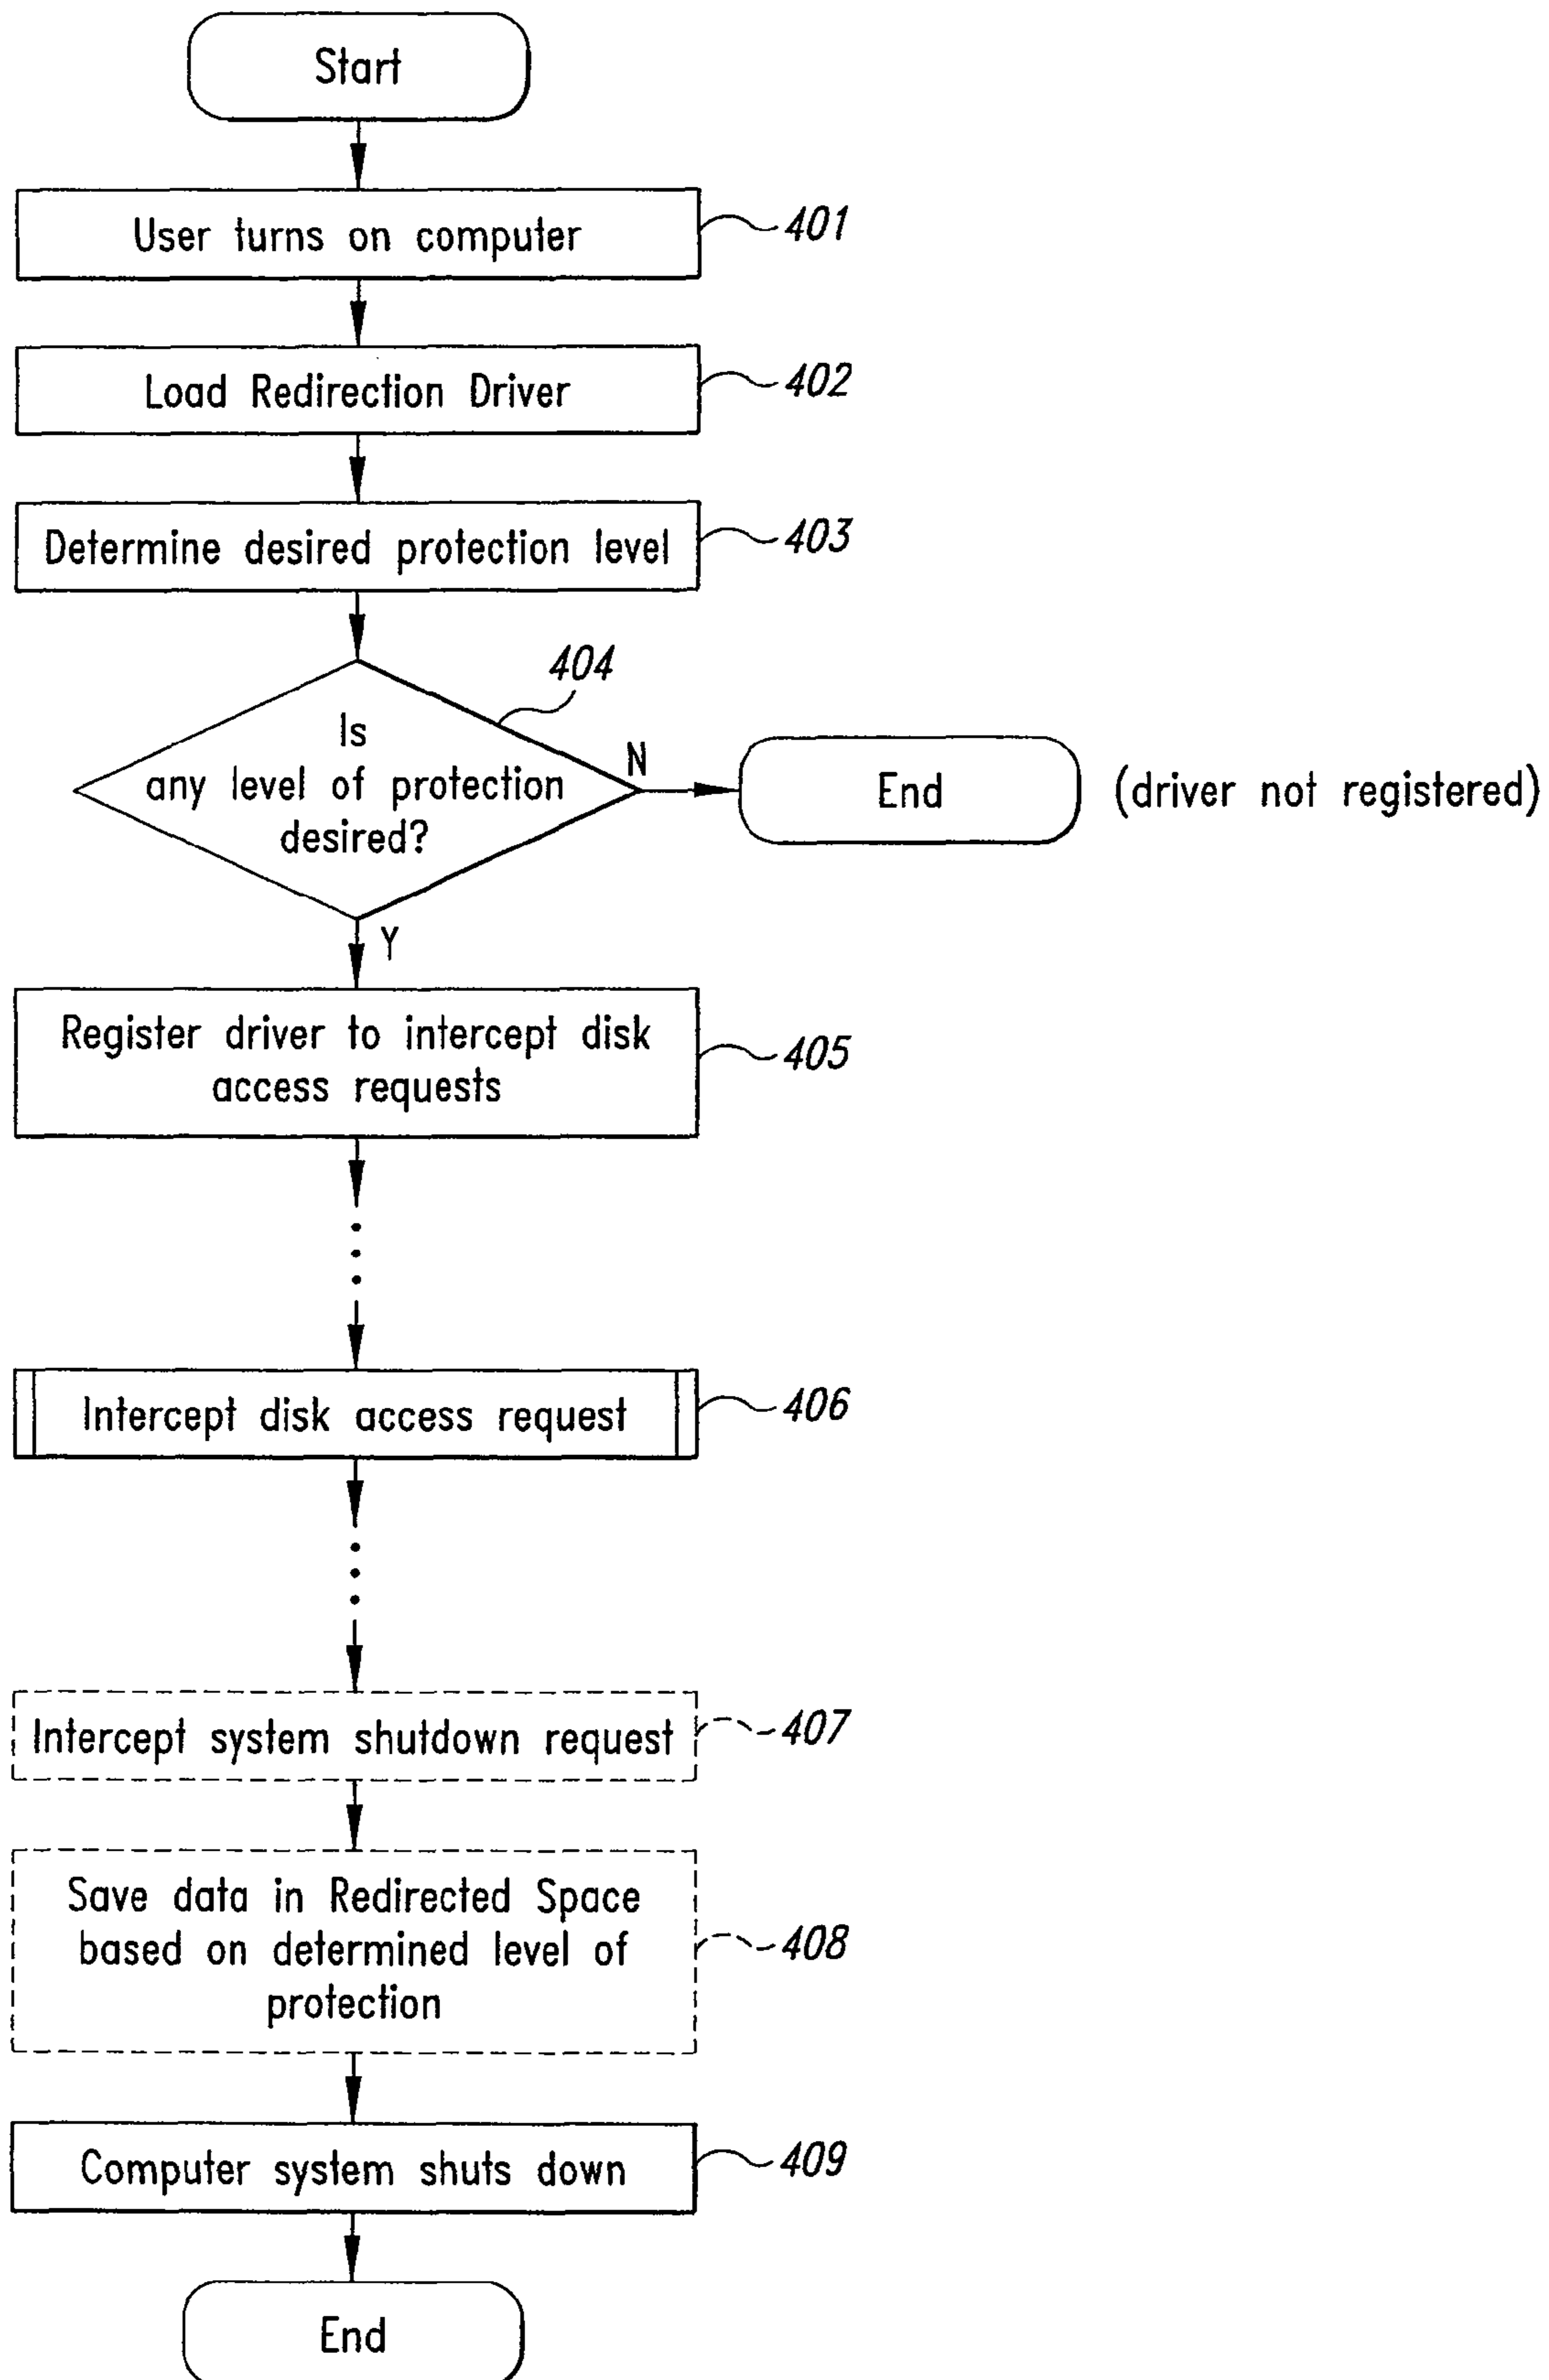 Start
User turns on computer
401
Load Redirection Driver
402
Determine desired protection level
403
404
Is
any level of protection
desired?
N
End
(driver not registered)
Y
Register driver to intercept disk
access requests
405
Intercept disk access request
406
Intercept system shutdown request
407
Save data in Redirected Space
based on determined level of
protection
408
Computer system shuts down
409
End